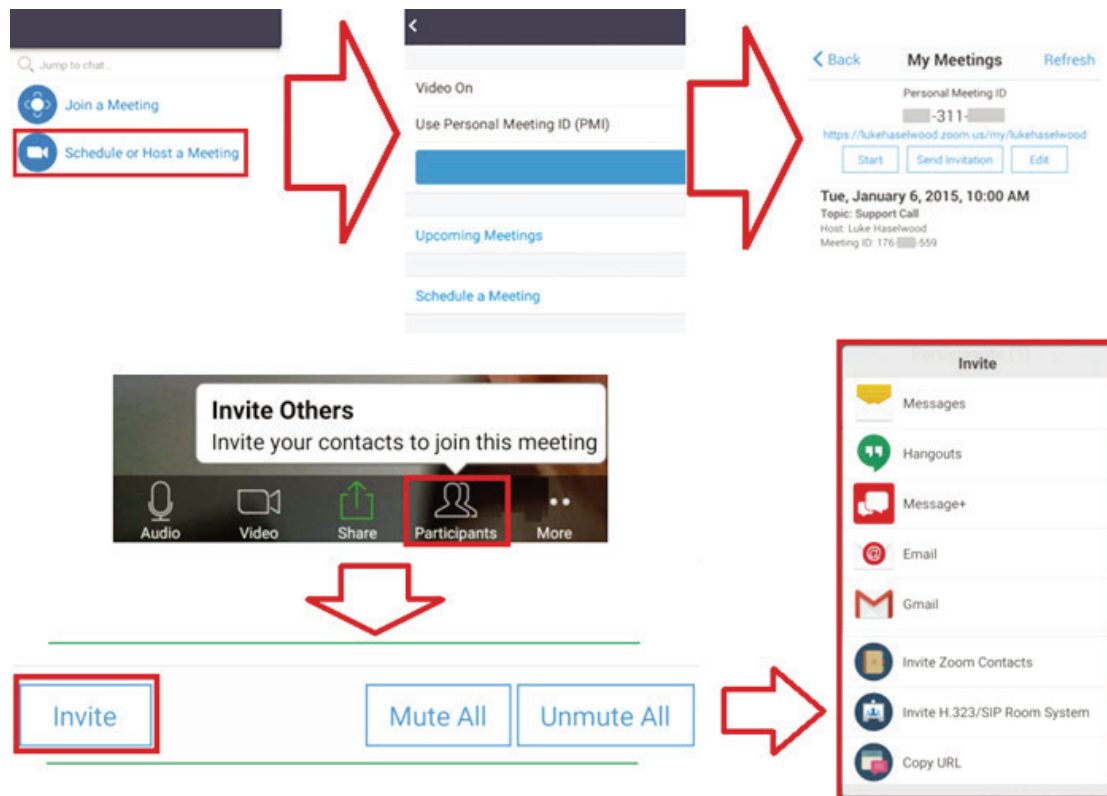 Jump to chat..
Join a Meeting
Schedule or Host a Meeting
Video On
Use Personal Meeting ID (PMI)
Upcoming Meetings
Schedule a Meeting
Back My Meetings Refresh
Personal Meeting ID
-311-
https://lukehaselwood.zoom.us/my/lukehaselwood
Start Send Invitation Edit
Tue, January 6, 2015, 10:00 AM
Topic: Support Call
Host: Luke Haselwood
Meeting ID: 176- -559
Invite Others
Invite your contacts to join this meeting
Audio Video Share Participants More
Invite Mute All Unmute All
Invite
Messages
Hangouts
Message+
Email
Gmail
Invite Zoom Contacts
Invite H.323/SIP Room System
Copy URL